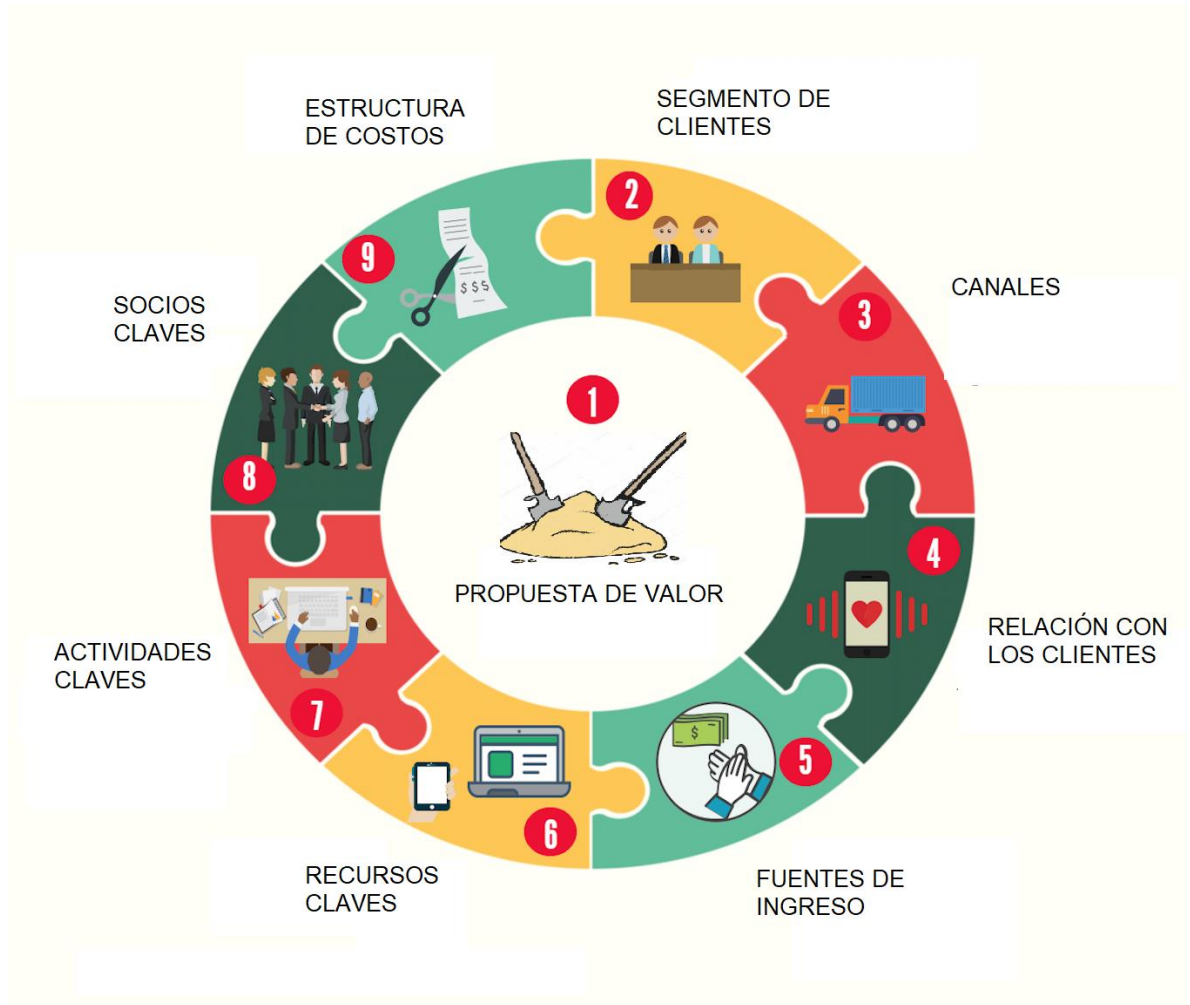 ESTRUCTURA
DE COSTOS
SEGMENTO DE
CLIENTES
2
9
$ $ $
SOCIOS
CLAVES
CANALES
3
1
8
4
PROPUESTA DE VALOR
ACTIVIDADES
CLAVES
RELACIÓN CON
LOS CLIENTES
7
$
5
6
RECURSOS
CLAVES
FUENTES DE
INGRESO